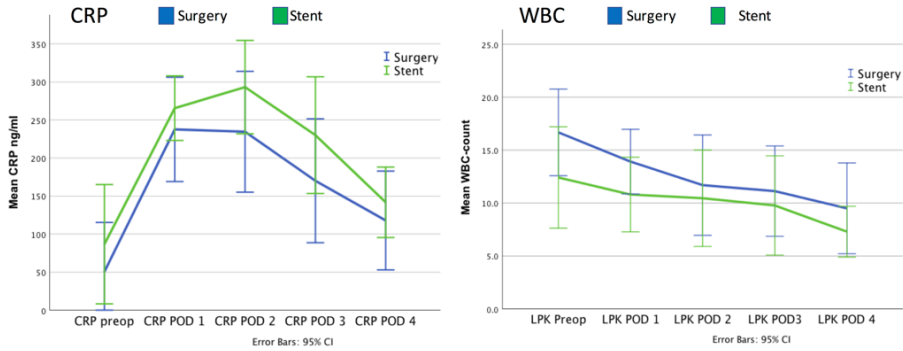 CRP
Surgery
Stent
Mean CRP ng/ml
350
300
250
200
150
100
50
0
Surgery
Stent
CRP preop
CRP POD 1
CRP POD 2
CRP POD 3
CRP POD 4
Error Bars: 95% CI
WBC
Surgery
Stent
Mean WBC-count
25.0
20.0
15.0
10.0
5.0
0.0
Surgery
Stent
LPK Preop
LPK POD 1
LPK POD 2
LPK POD3
LPK POD 4
Error Bars: 95% CI